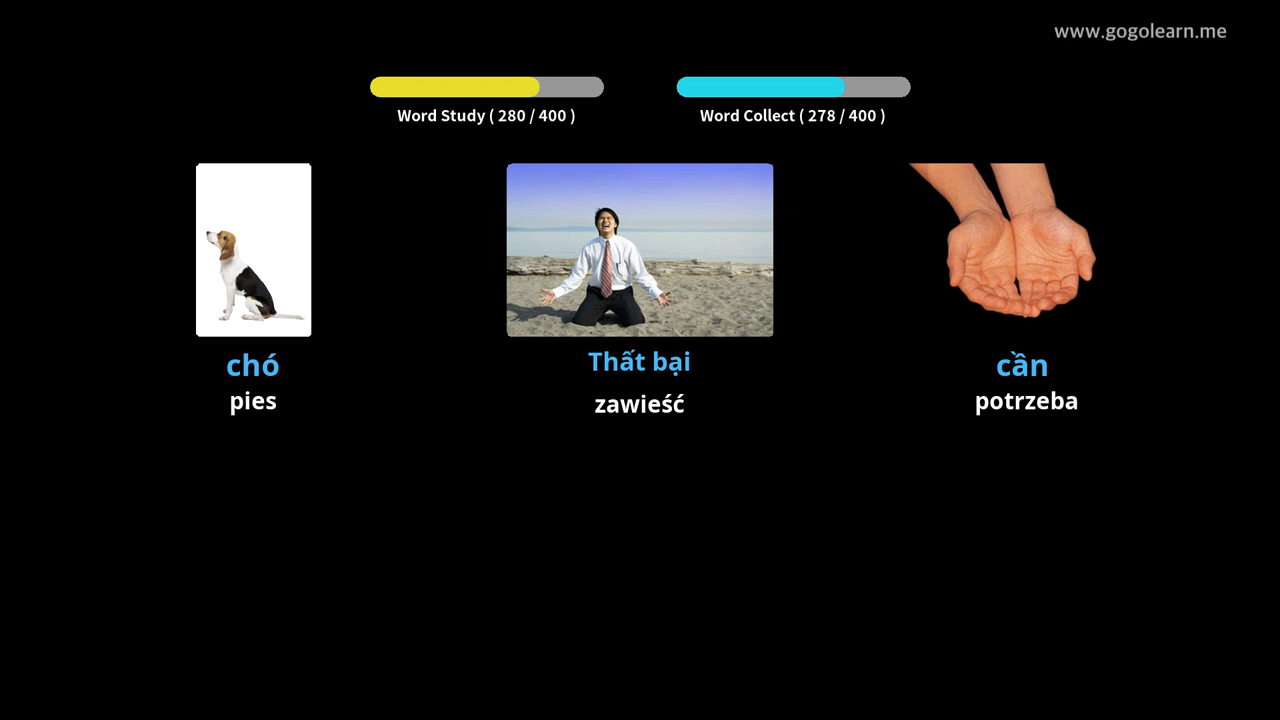 www.gogolearn.me
Word Study ( 280 / 400 )
Word Collect ( 278 / 400 )
chó
pies
Thất bại
zawieść
cần
potrzeba